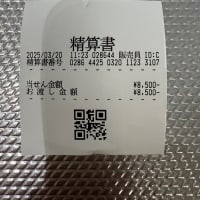 精算書
2025/03/20 11:23 028644 販売員 ID:C
精算書番号 0286 4425 0320 1123 3107
当せん金額 ¥8,500-
お渡し金額 ¥8,500-